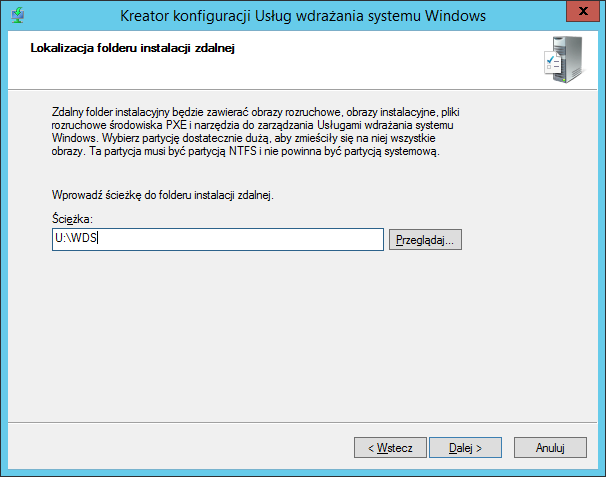 Kreator konfiguracji Usług wdrażania systemu Windows
x
Lokalizacja folderu instalacji zdalnej
Zdalny folder instalacyjny będzie zawierać obrazy rozruchowe, obrazy instalacyjne, pliki
rozruchowe środowiska PXE i narzędzia do zarządzania Usługami wdrażania systemu
Windows. Wybierz partycję dostatecznie dużą, aby zmieściły się na niej wszystkie
obrazy. Ta partycja musi być partycją NTFS i nie powinna być partycją systemową.
Wprowadź ścieżkę do folderu instalacji zdalnej.
Ścieżka:
U:\WDS
Przeglądaj...
< Wstecz
Dalej >
Anuluj